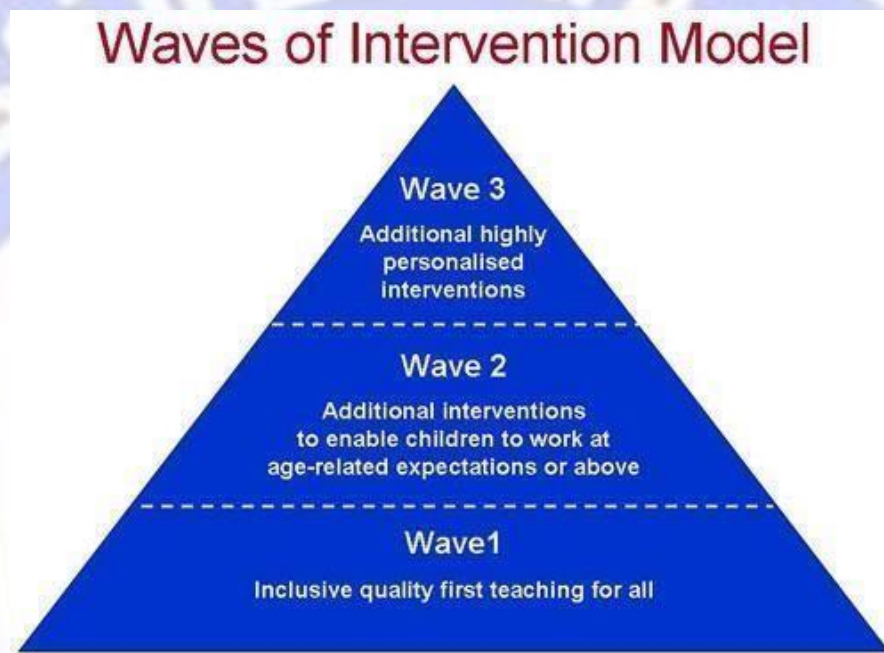 Waves of Intervention Model
Wave 3
Additional highly
personalised
interventions
Wave 2
Additional interventions
to enable children to work at
age-related expectations or above
Wave1
Inclusive quality first teaching for all